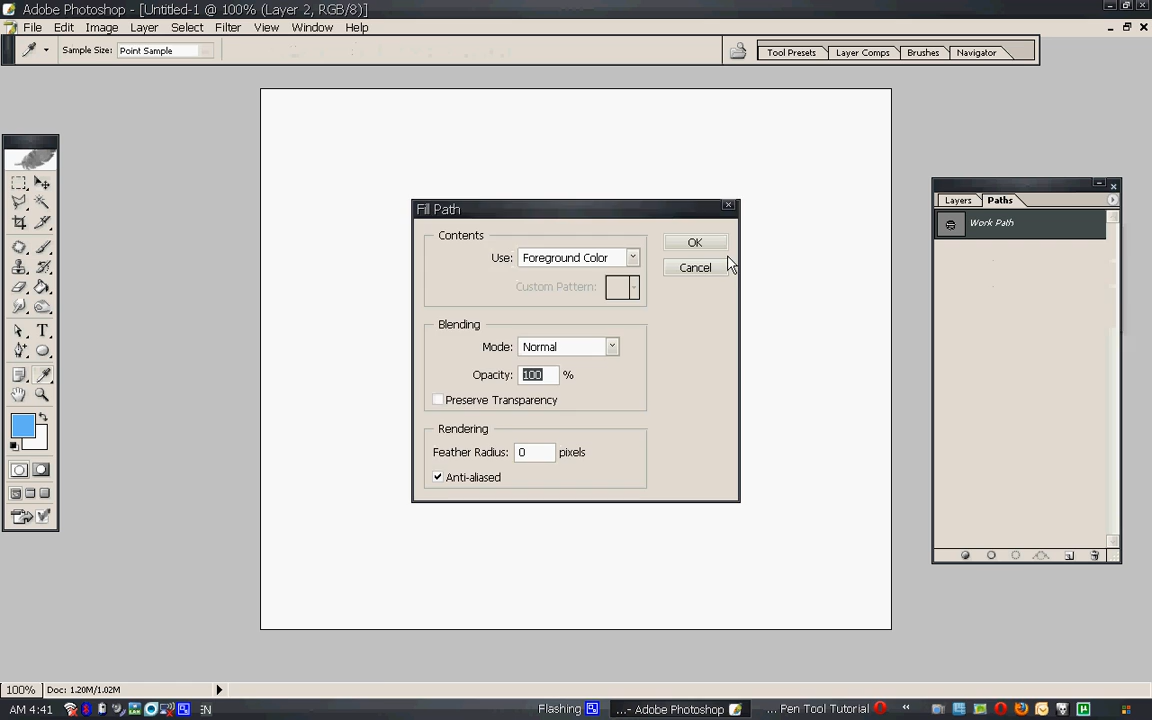 Adobe Photoshop - [Untitled-1 @ 100% (Layer 2, RGB/8)]
File Edit Image Layer Select Filter View Window Help
Sample Size: Point Sample
Tool Presets Layer Comps Brushes Navigator
Fill Path
Contents
OK
Use: Foreground Color
Cancel
Custom Pattern:
Blending
Mode: Normal
Opacity: 100 %
Preserve Transparency
Rendering
Feather Radius: 0 pixels
Anti-aliased
Layers Paths
Work Path
100% Doc: 1.20M/1.02M
AM 4:41 EN Flashing ...- Adobe Photoshop ... Pen Tool Tutorial